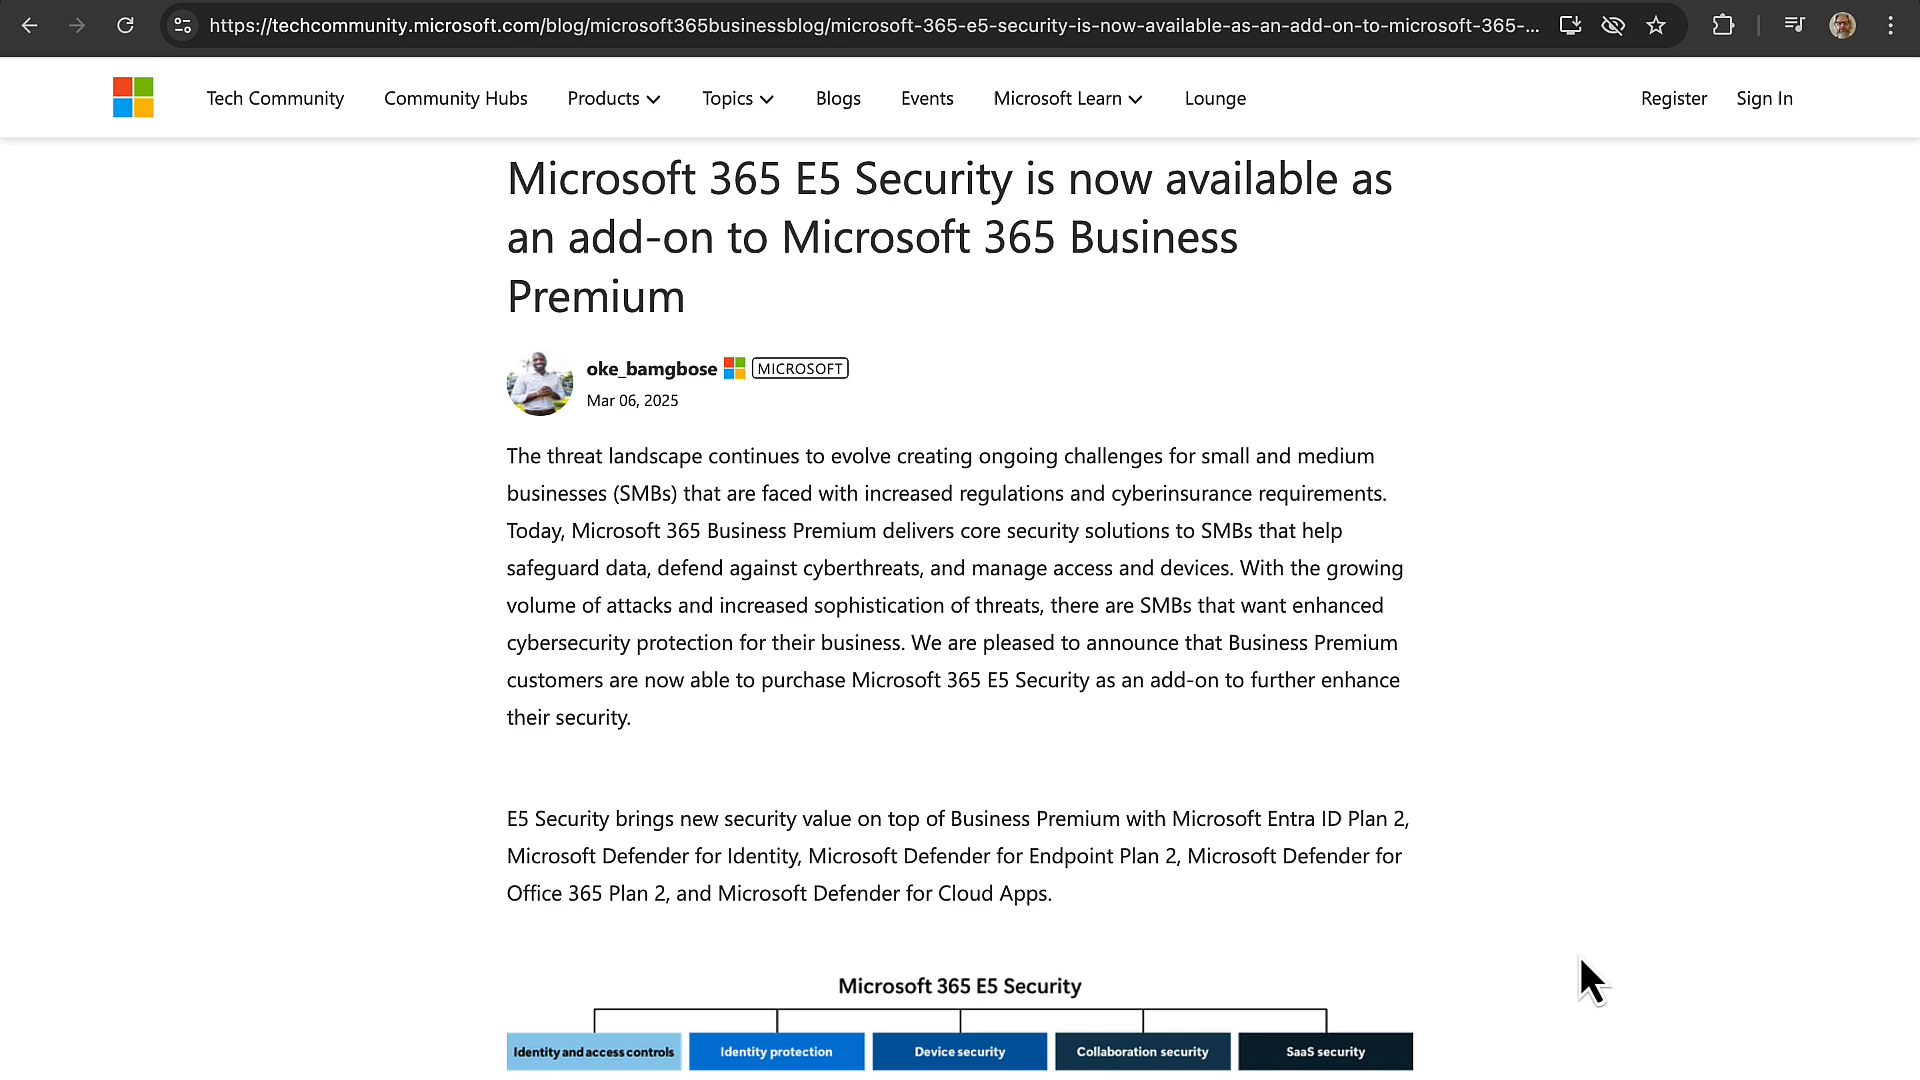 https://techcommunity.microsoft.com/blog/microsoft365businessblog/microsoft-365-e5-security-is-now-available-as-an-add-on-to-microsoft-365-...
Tech Community Community Hubs Products Topics Blogs Events Microsoft Learn Lounge Register Sign In
Microsoft 365 E5 Security is now available as
an add-on to Microsoft 365 Business
Premium
oke_bamgbose MICROSOFT
Mar 06, 2025
The threat landscape continues to evolve creating ongoing challenges for small and medium
businesses (SMBs) that are faced with increased regulations and cyberinsurance requirements.
Today, Microsoft 365 Business Premium delivers core security solutions to SMBs that help
safeguard data, defend against cyberthreats, and manage access and devices. With the growing
volume of attacks and increased sophistication of threats, there are SMBs that want enhanced
cybersecurity protection for their business. We are pleased to announce that Business Premium
customers are now able to purchase Microsoft 365 E5 Security as an add-on to further enhance
their security.
E5 Security brings new security value on top of Business Premium with Microsoft Entra ID Plan 2,
Microsoft Defender for Identity, Microsoft Defender for Endpoint Plan 2, Microsoft Defender for
Office 365 Plan 2, and Microsoft Defender for Cloud Apps.
Microsoft 365 E5 Security
Identity and access controls Identity protection Device security Collaboration security SaaS security